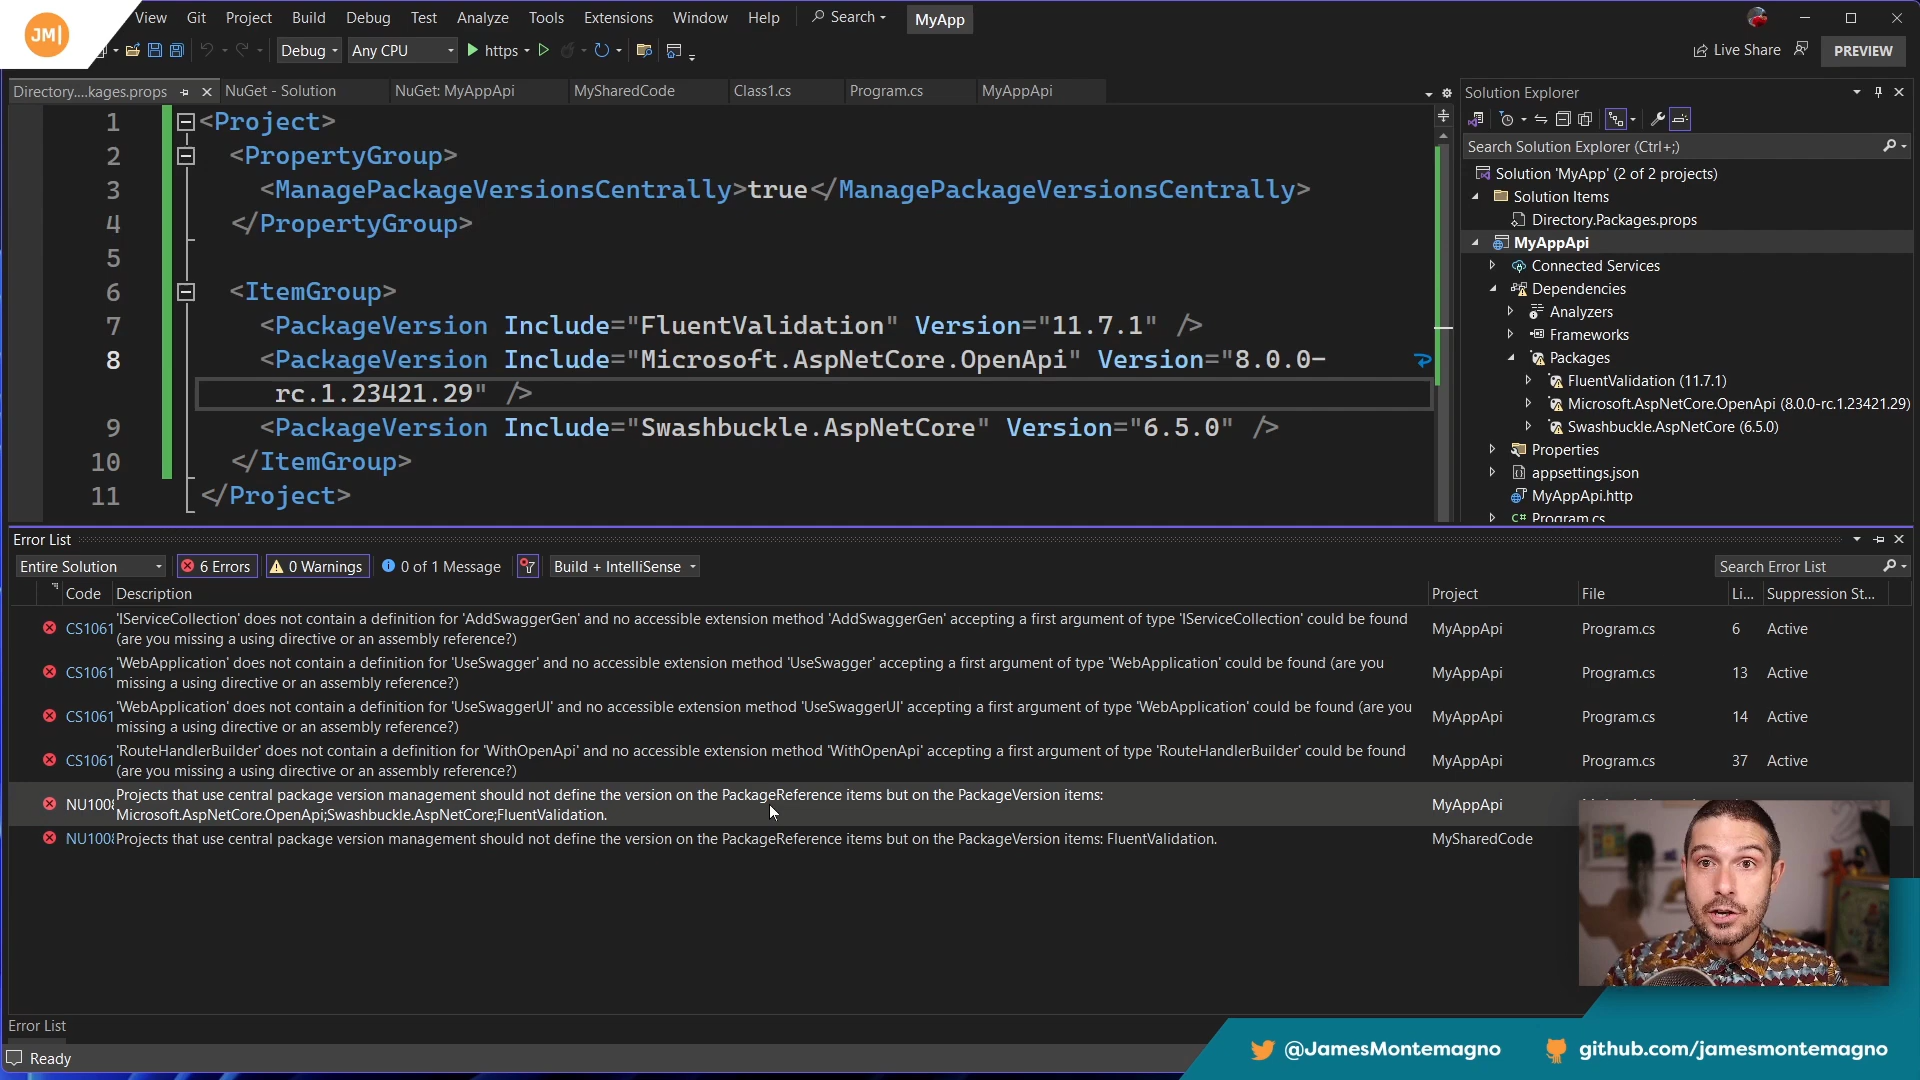 JM|
View Git Project Build Debug Test Analyze Tools Extensions Window Help Search MyApp
Debug Any CPU https Live Share PREVIEW
Directory....kages.props NuGet - Solution NuGet: MyAppApi MySharedCode Class1.cs Program.cs MyAppApi
1 <Project>
2 <PropertyGroup>
3 <ManagePackageVersionsCentrally>true</ManagePackageVersionsCentrally>
4 </PropertyGroup>
5
6 <ItemGroup>
7 <PackageVersion Include="FluentValidation" Version="11.7.1" />
8 <PackageVersion Include="Microsoft.AspNetCore.OpenApi" Version="8.0.0-
rc.1.23421.29" />
9 <PackageVersion Include="Swashbuckle.AspNetCore" Version="6.5.0" />
10 </ItemGroup>
11 </Project>
Solution Explorer
Search Solution Explorer (Ctrl+;)
Solution 'MyApp' (2 of 2 projects)
Solution Items
Directory.Packages.props
MyAppApi
Connected Services
Dependencies
Analyzers
Frameworks
Packages
FluentValidation (11.7.1)
Microsoft.AspNetCore.OpenApi (8.0.0-rc.1.23421.29)
Swashbuckle.AspNetCore (6.5.0)
Properties
appsettings.json
MyAppApi.http
C# Program.cs
Error List
Entire Solution 6 Errors 0 Warnings 0 of 1 Message Build + IntelliSense Search Error List
Code Description Project File Li... Suppression St...
CS1061 'IServiceCollection' does not contain a definition for 'AddSwaggerGen' and no accessible extension method 'AddSwaggerGen' accepting a first argument of type 'IServiceCollection' could be found MyAppApi Program.cs 6 Active
(are you missing a using directive or an assembly reference?)
CS1061 'WebApplication' does not contain a definition for 'UseSwagger' and no accessible extension method 'UseSwagger' accepting a first argument of type 'WebApplication' could be found (are you MyAppApi Program.cs 13 Active
missing a using directive or an assembly reference?)
CS1061 'WebApplication' does not contain a definition for 'UseSwaggerUI' and no accessible extension method 'UseSwaggerUI' accepting a first argument of type 'WebApplication' could be found (are you MyAppApi Program.cs 14 Active
missing a using directive or an assembly reference?)
CS1061 'RouteHandlerBuilder' does not contain a definition for 'WithOpenApi' and no accessible extension method 'WithOpenApi' accepting a first argument of type 'RouteHandlerBuilder' could be found MyAppApi Program.cs 37 Active
(are you missing a using directive or an assembly reference?)
NU1008 Projects that use central package version management should not define the version on the PackageReference items but on the PackageVersion items: MyAppApi
Microsoft.AspNetCore.OpenApi;Swashbuckle.AspNetCore;FluentValidation.
NU1008 Projects that use central package version management should not define the version on the PackageReference items but on the PackageVersion items: FluentValidation. MySharedCode
Error List
Ready
@JamesMontemagno github.com/jamesmontemagno